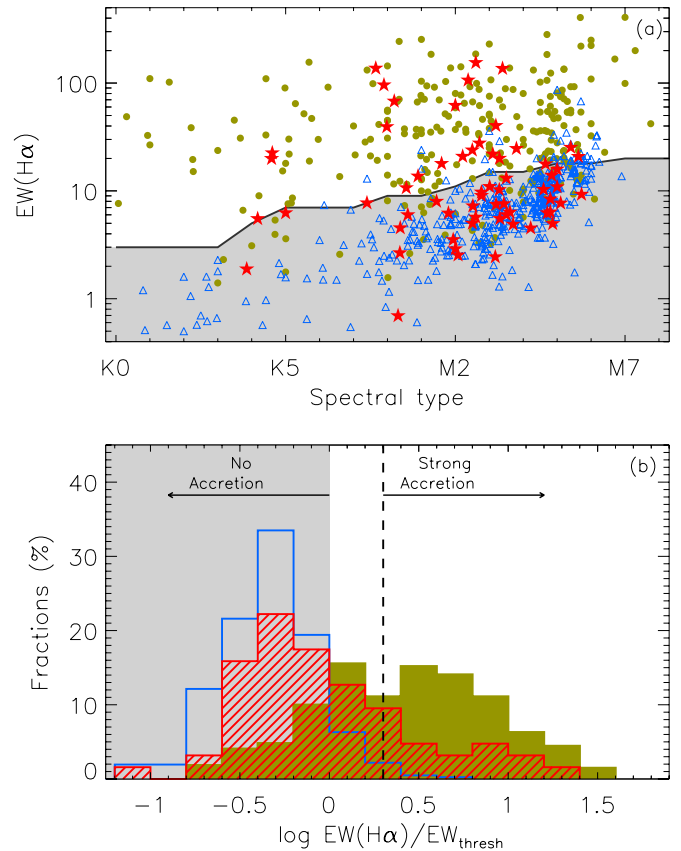 (a)
100
10
1
EW(Hα)
K0 K5 M2 M7
Spectral type
(b)
No Accretion
Strong Accretion
40
30
20
10
0
Fractions (%)
−1 −0.5 0 0.5 1 1.5
log EW(Hα)/EWthresh